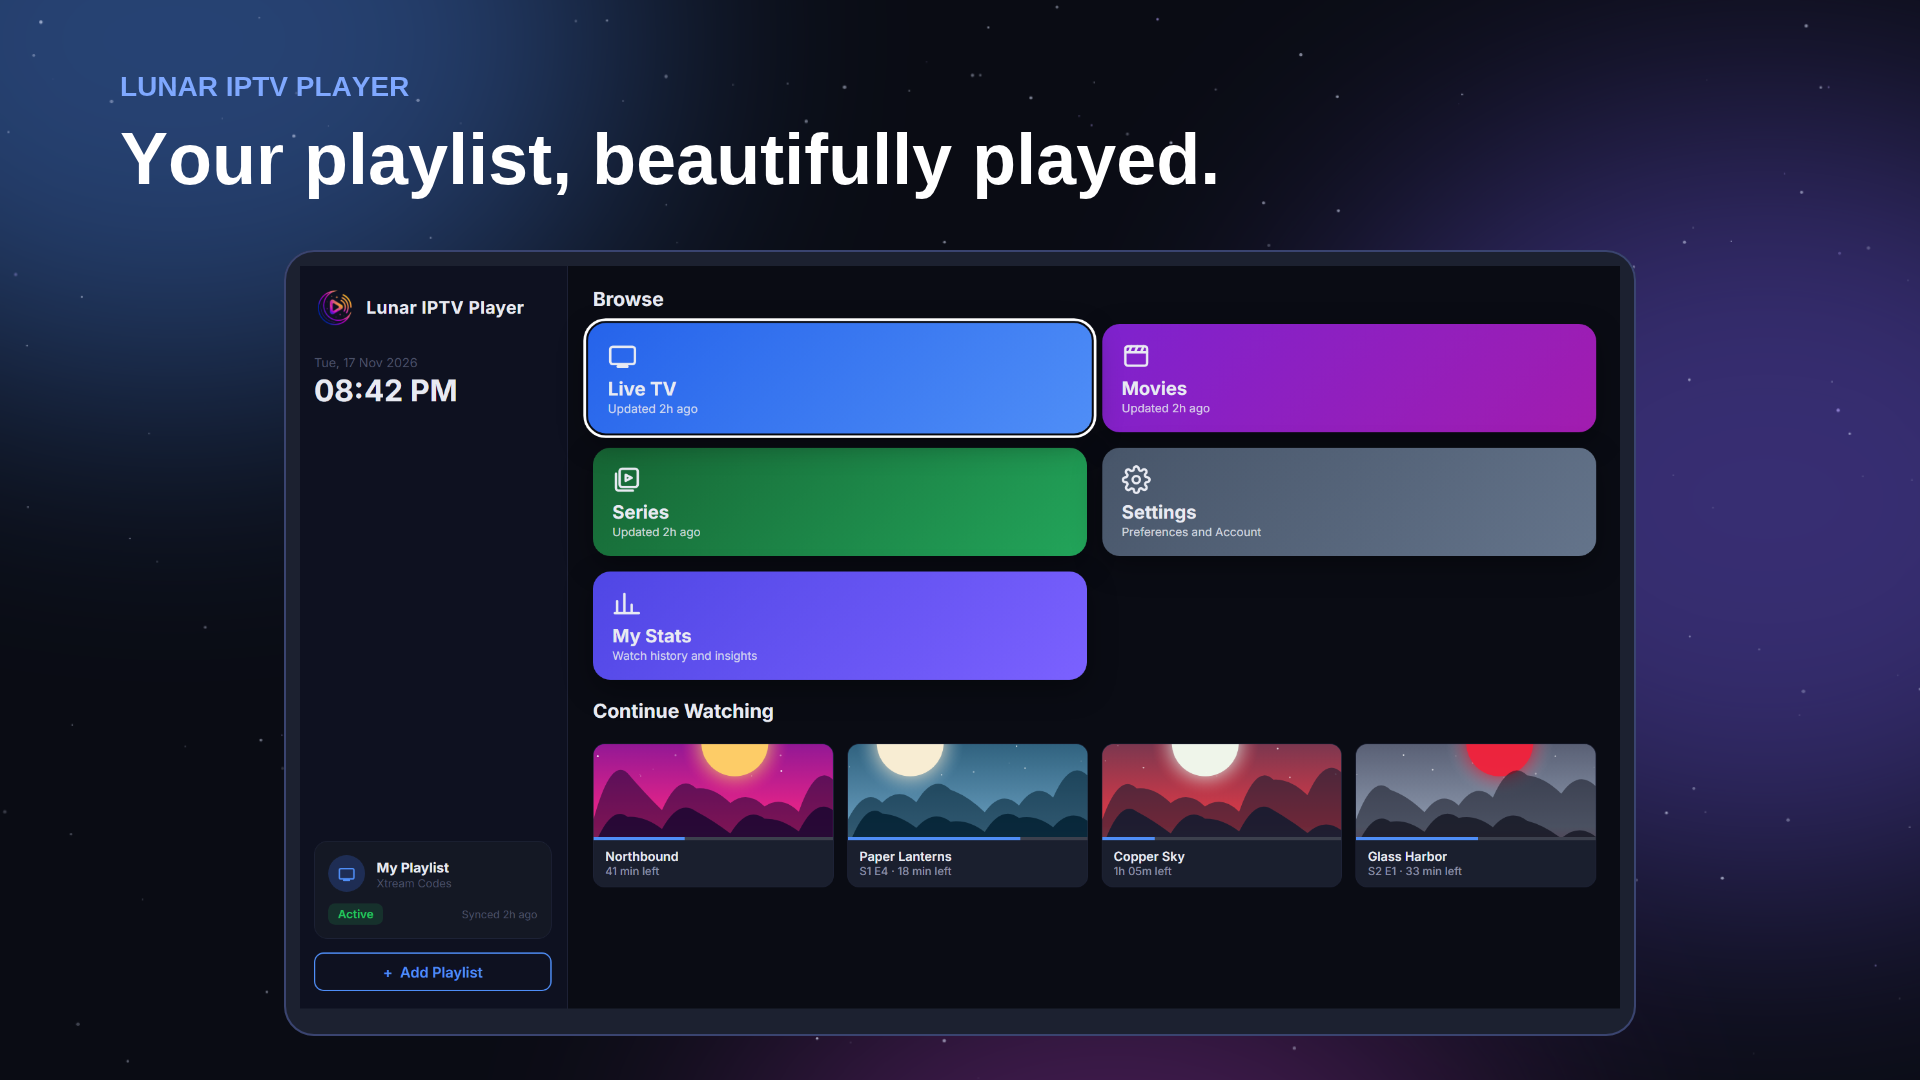 LUNAR IPTV PLAYER
Your playlist, beautifully played.
Lunar IPTV Player
Tue, 17 Nov 2026
08:42 PM
My Playlist
Xtream Codes
Active
Synced 2h ago
+ Add Playlist
Browse
Live TV
Updated 2h ago
Movies
Updated 2h ago
Series
Updated 2h ago
Settings
Preferences and Account
My Stats
Watch history and insights
Continue Watching
Northbound
41 min left
Paper Lanterns
S1 E4 · 18 min left
Copper Sky
1h 05m left
Glass Harbor
S2 E1 · 33 min left